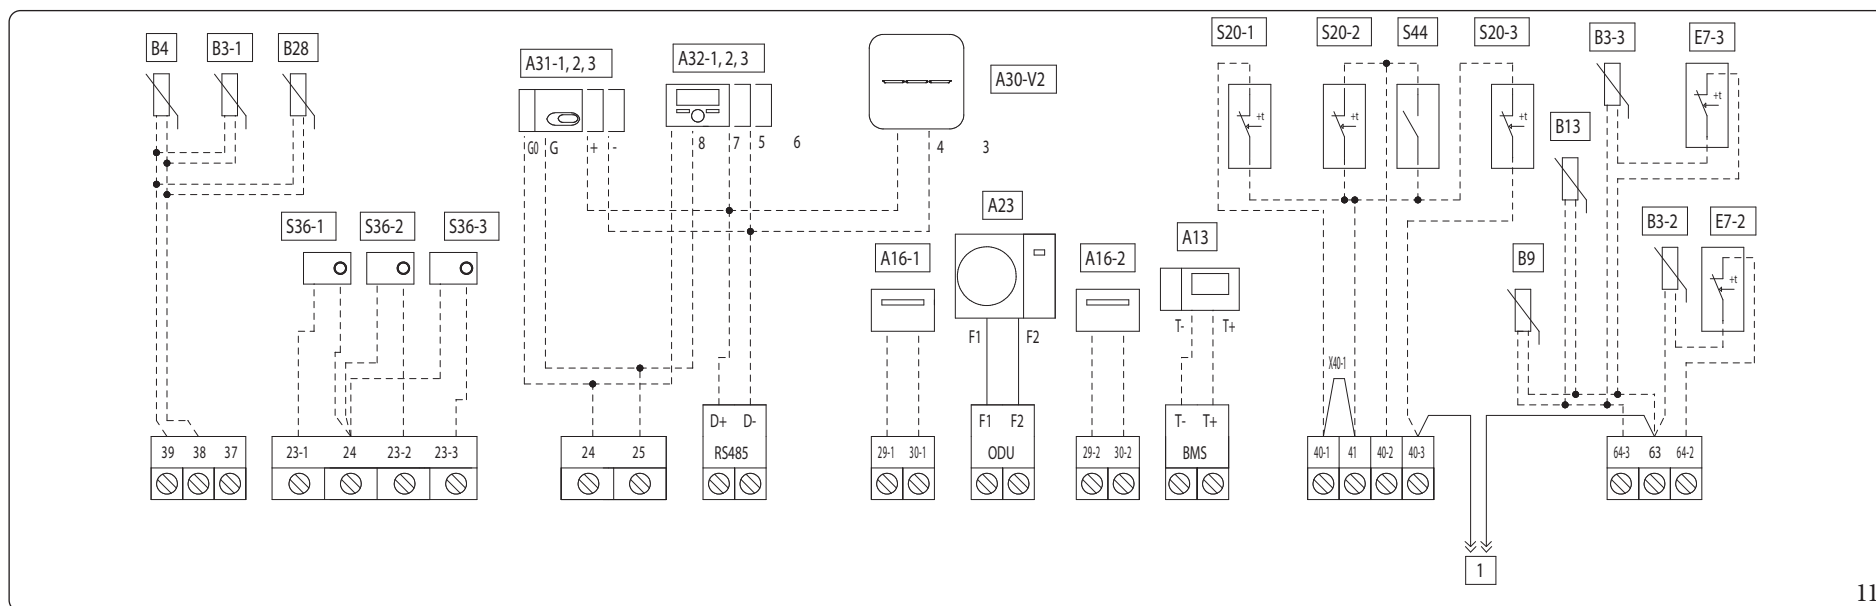 B4 B3-1 B28 A31-1, 2, 3 A32-1, 2, 3 A30-V2 S20-1 S20-2 S44 S20-3 B3-3 E7-3
+t +t +t +t
B13
G0 G + - 8 7 5 6 4 3
S36-1 S36-2 S36-3 A23 A13 B3-2 E7-2
A16-1 A16-2 B9
+t
F1 F2 T- T+
X40-1
D+ D- F1 F2 T- T+
39 38 37 23-1 24 23-2 23-3 24 25 RS485 29-1 30-1 ODU 29-2 30-2 BMS 40-1 41 40-2 40-3 64-3 63 64-2
1
11